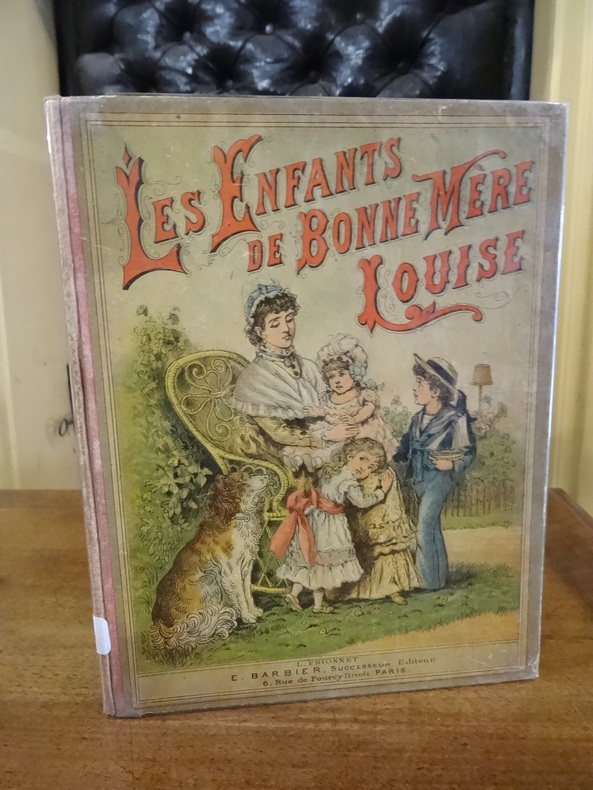 LES ENFANTS
DE BONNE MÈRE
LOUISE
L. FRIONNET
E. BARBIER, SUCCESSEUR, Editeur
6, Rue de Fourcy Rivoli, PARIS.